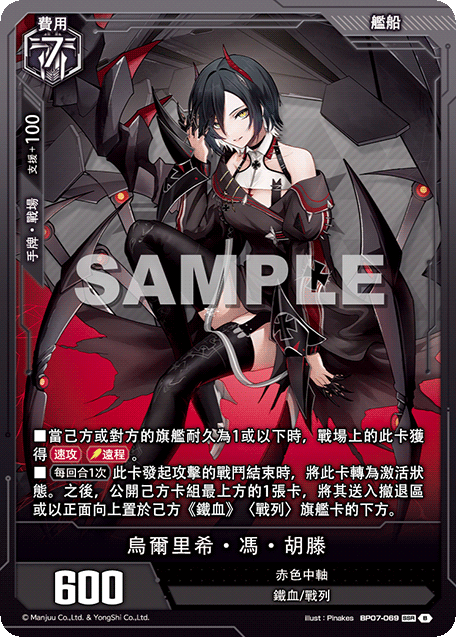 費用
7
艦船
支援+100
手牌・戰場
SAMPLE
■當己方或對方的旗艦耐久為1或以下時，戰場上的此卡獲
得 速攻 遠程。
■ 每回合1次 此卡發起攻擊的戰鬥結束時，將此卡轉為激活狀
態。之後，公開己方卡組最上方的1張卡，將其送入撤退區
或以正面向上置於己方《鐵血》〈戰列〉旗艦卡的下方。
烏爾里希・馮・胡滕
600
赤色中軸
鐵血/戰列
© Manjuu Co.,Ltd. & YongShi Co.,Ltd.
illust : Pinakes BP07-069 SSR B